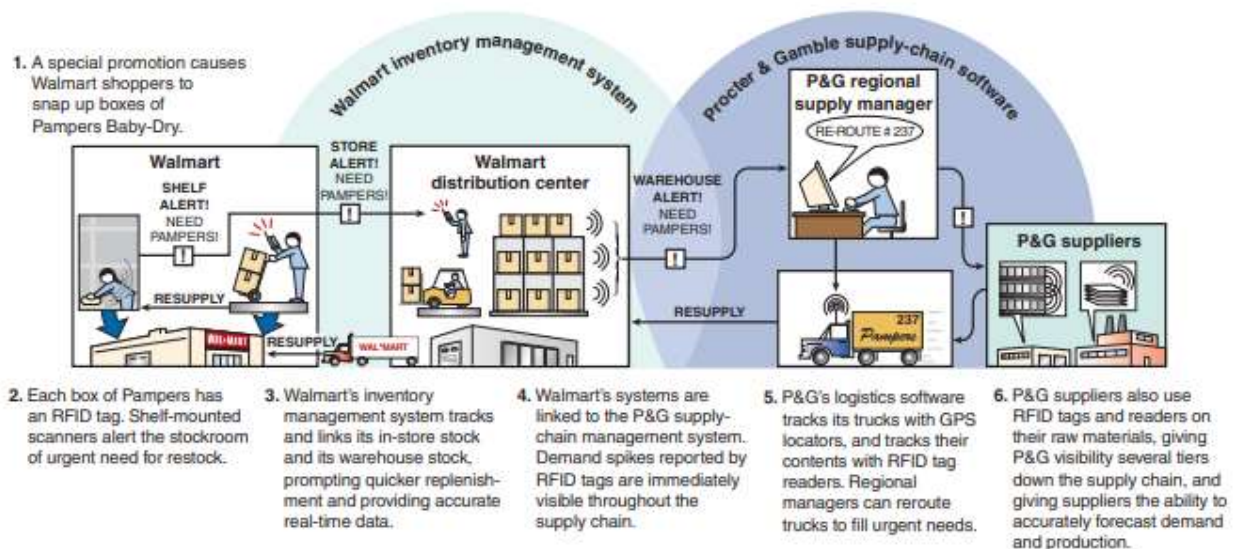 Walmart inventory management system
Procter & Gamble supply-chain software
1. A special promotion causes
Walmart shoppers to
snap up boxes of
Pampers Baby-Dry.
Walmart
SHELF
ALERT!
NEED
PAMPERS!
!
RESUPPLY
WAL★MART
STORE
ALERT!
NEED
PAMPERS!
!
RESUPPLY
WAL★MART
Walmart
distribution center
WAREHOUSE
ALERT!
NEED
PAMPERS!
!
RESUPPLY
P&G regional
supply manager
RE-ROUTE # 237
!
237
Pampers
P&G suppliers
2. Each box of Pampers has
an RFID tag. Shelf-mounted
scanners alert the stockroom
of urgent need for restock.
3. Walmart's inventory
management system tracks
and links its in-store stock
and its warehouse stock,
prompting quicker replenish-
ment and providing accurate
real-time data.
4. Walmart's systems are
linked to the P&G supply-
chain management system.
Demand spikes reported by
RFID tags are immediately
visible throughout the
supply chain.
5. P&G's logistics software
tracks its trucks with GPS
locators, and tracks their
contents with RFID tag
readers. Regional
managers can reroute
trucks to fill urgent needs.
6. P&G suppliers also use
RFID tags and readers on
their raw materials, giving
P&G visibility several tiers
down the supply chain, and
giving suppliers the ability to
accurately forecast demand
and production.